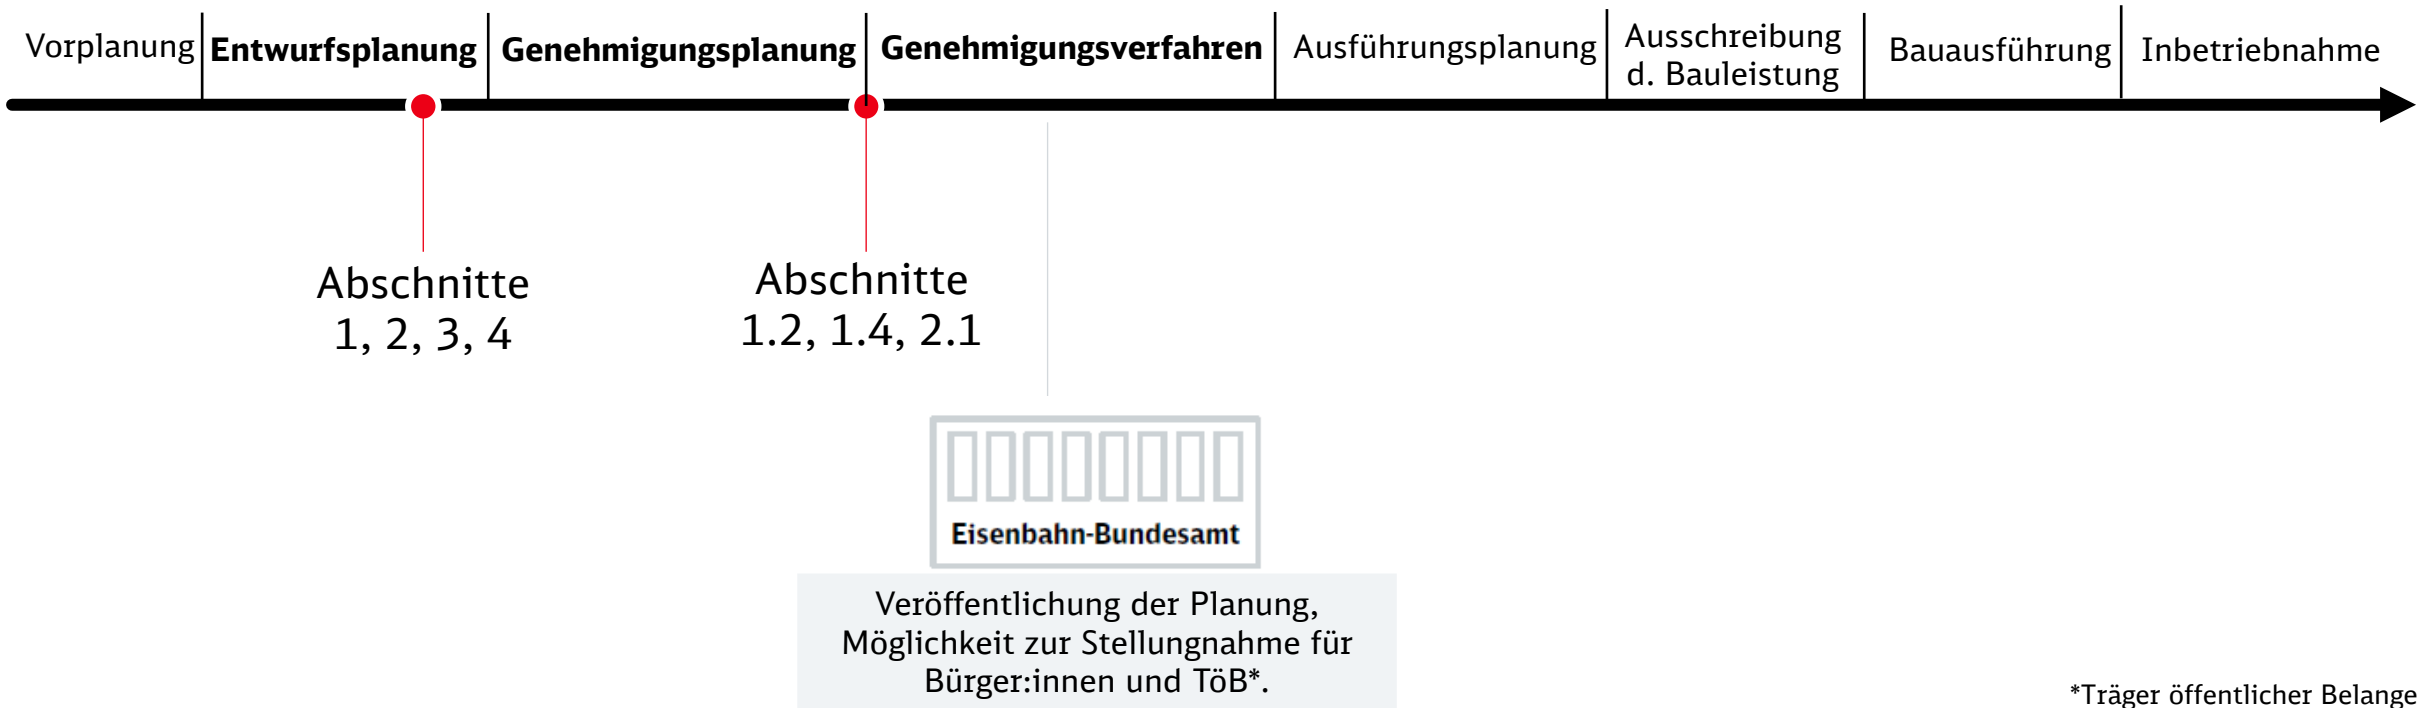 Vorplanung
Entwurfsplanung
Genehmigungsplanung
Genehmigungsverfahren
Ausführungsplanung
Ausschreibung
d. Bauleistung
Bauausführung
Inbetriebnahme
Abschnitte
1, 2, 3, 4
Abschnitte
1.2, 1.4, 2.1
Eisenbahn-Bundesamt
Veröffentlichung der Planung,
Möglichkeit zur Stellungnahme für
Bürger:innen und TöB*.
*Träger öffentlicher Belange